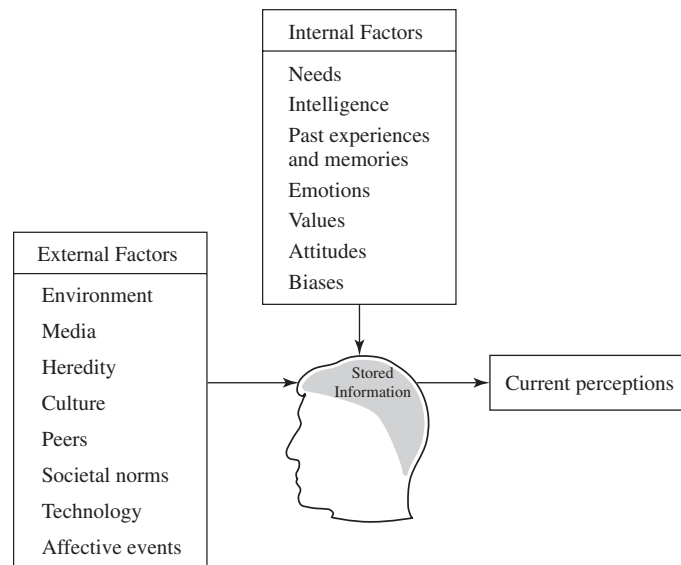 Internal Factors
Needs
Intelligence
Past experiences
and memories
Emotions
Values
Attitudes
Biases
External Factors
Environment
Media
Heredity
Culture
Peers
Societal norms
Technology
Affective events
Stored
Information
Current perceptions